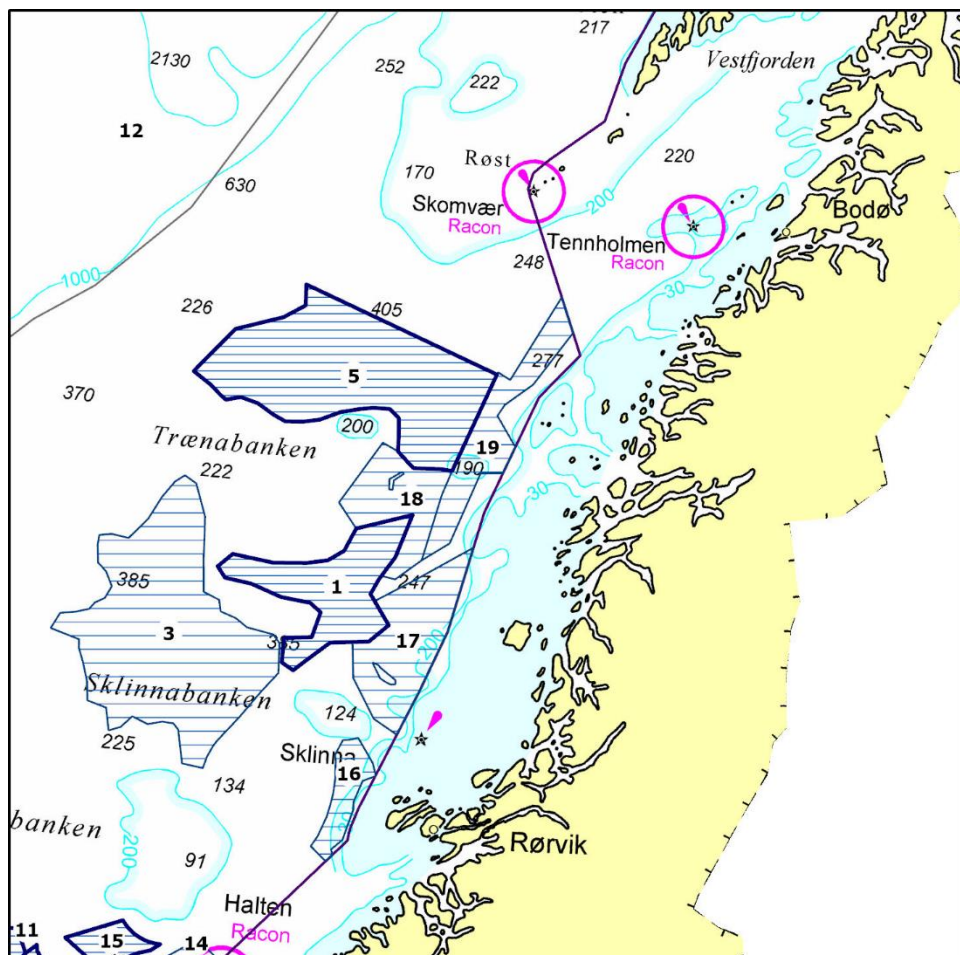 217
2130
252
222
Vestfjorden
12
170
Røst
220
630
Skomvær
Racon
200
Bodø
Tennholmen
Racon
1000
248
30
226
405
277
5
370
200
Trænabanken
19
190
222
18
30
385
1
247
3
17
200
Sklinnabanken
124
225
Sklinna
16
134
banken
200
Rørvik
91
Halten
11
15
14
Racon